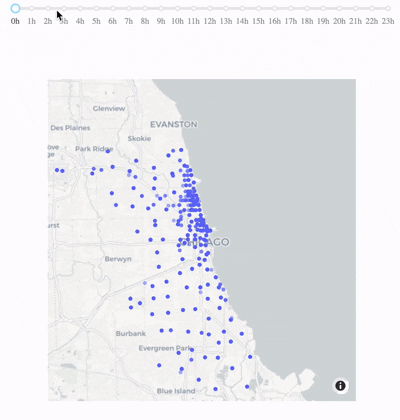 0h 1h 2h 3h 4h 5h 6h 7h 8h 9h 10h 11h 12h 13h 14h 15h 16h 17h 18h 19h 20h 21h 22h 23h
Glenview
EVANSTON
Des Plaines
Skokie
Park Ridge
Berwyn
Burbank
Evergreen Park
Blue Island
i